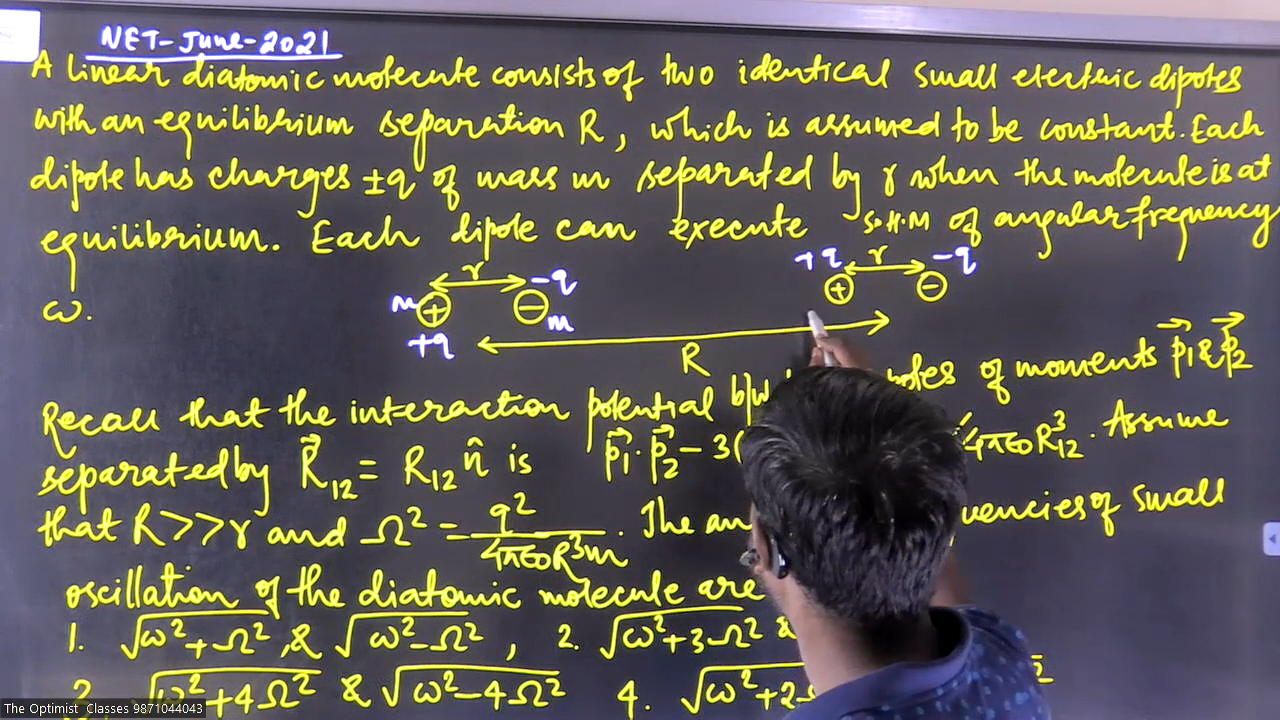 NET-June-2021
A linear diatomic molecule consists of two identical small electric dipoles
with an equilibrium separation R, which is assumed to be constant. Each
dipole has charges ±q of mass m separated by r when the molecule is at
equilibrium. Each dipole can execute S.H.M of angular frequency
ω.
r -q +q r -q
m + - m + -
+q R
Recall that the interaction potential b/w of moments p⃗1 & p⃗2
separated by R⃗12 = R12 n̂ is p⃗1·p⃗2 - 3( /4πε0R12³. Assume
that R>>r and Ω² = q²/4πε0R³m. The of small
oscillation of the diatomic molecule are
1. √ω²+Ω², & √ω²-Ω², 2. √ω²+3Ω² &
√ω²+4Ω² & √ω²-4Ω² 4. √ω²+2
The Optimist Classes 9871044043